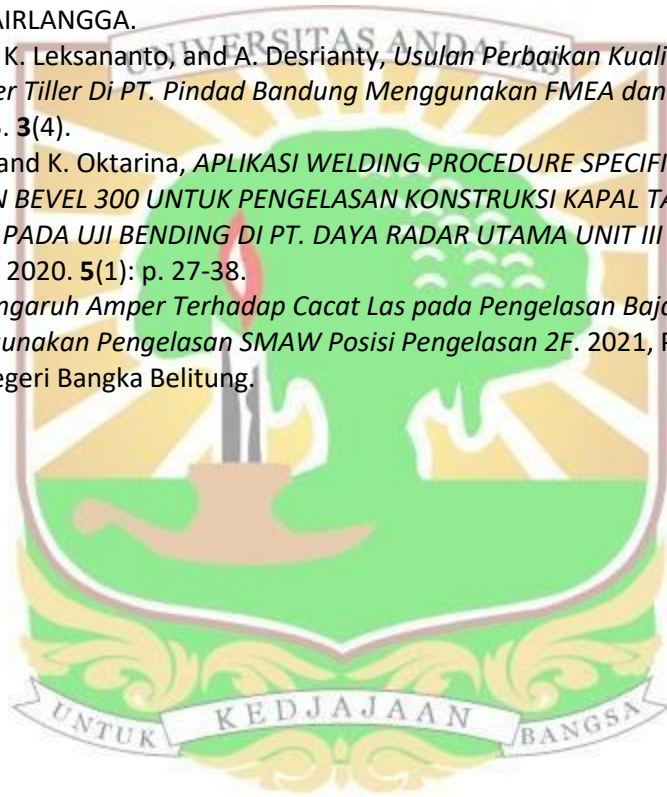 AIRLANGGA.
UNIVERSITAS ANDALAS
K. Leksananto, and A. Desrianty, Usulan Perbaikan Kuali
er Tiller Di PT. Pindad Bandung Menggunakan FMEA dan
. 3(4).
and K. Oktarina, APLIKASI WELDING PROCEDURE SPECIFI
N BEVEL 300 UNTUK PENGELASAN KONSTRUKSI KAPAL TA
PADA UJI BENDING DI PT. DAYA RADAR UTAMA UNIT III
, 2020. 5(1): p. 27-38.
ngaruh Amper Terhadap Cacat Las pada Pengelasan Baja
unakan Pengelasan SMAW Posisi Pengelasan 2F. 2021, P
egeri Bangka Belitung.
UNTUK KEDJAJAAN BANGSA